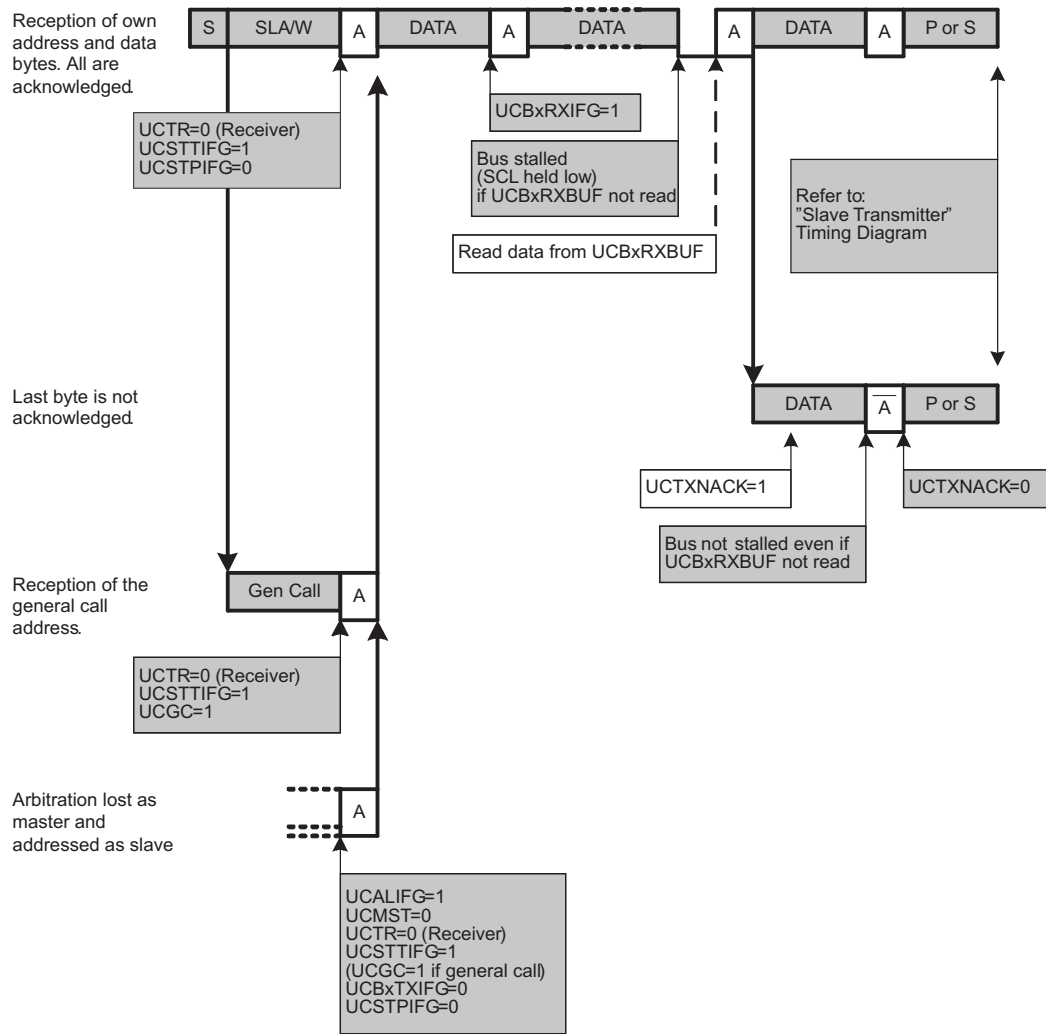 Reception of own
address and data
bytes. All are
acknowledged.
S SLA/W A DATA A DATA A DATA A P or S
UCTR=0 (Receiver)
UCSTTIFG=1
UCSTPIFG=0
UCBxRXIFG=1
Bus stalled
(SCL held low)
if UCBxRXBUF not read
Read data from UCBxRXBUF
Refer to:
”Slave Transmitter”
Timing Diagram
Last byte is not
acknowledged.
DATA A P or S
UCTXNACK=1
UCTXNACK=0
Bus not stalled even if
UCBxRXBUF not read
Reception of the
general call
address.
Gen Call A
UCTR=0 (Receiver)
UCSTTIFG=1
UCGC=1
Arbitration lost as
master and
addressed as slave
A
UCALIFG=1
UCMST=0
UCTR=0 (Receiver)
UCSTTIFG=1
(UCGC=1 if general call)
UCBxTXIFG=0
UCSTPIFG=0